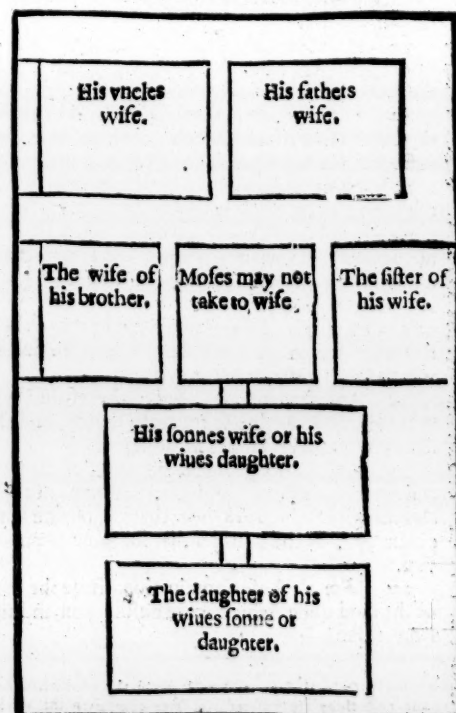 His vncles
wife.
His fathers
wife.
The wife of
his brother.
Moſes may not
take to wife
The ſiſter of
his wife.
His ſonnes wife or his
wiues daughter.
The daughter of his
wiues ſonne or
daughter.